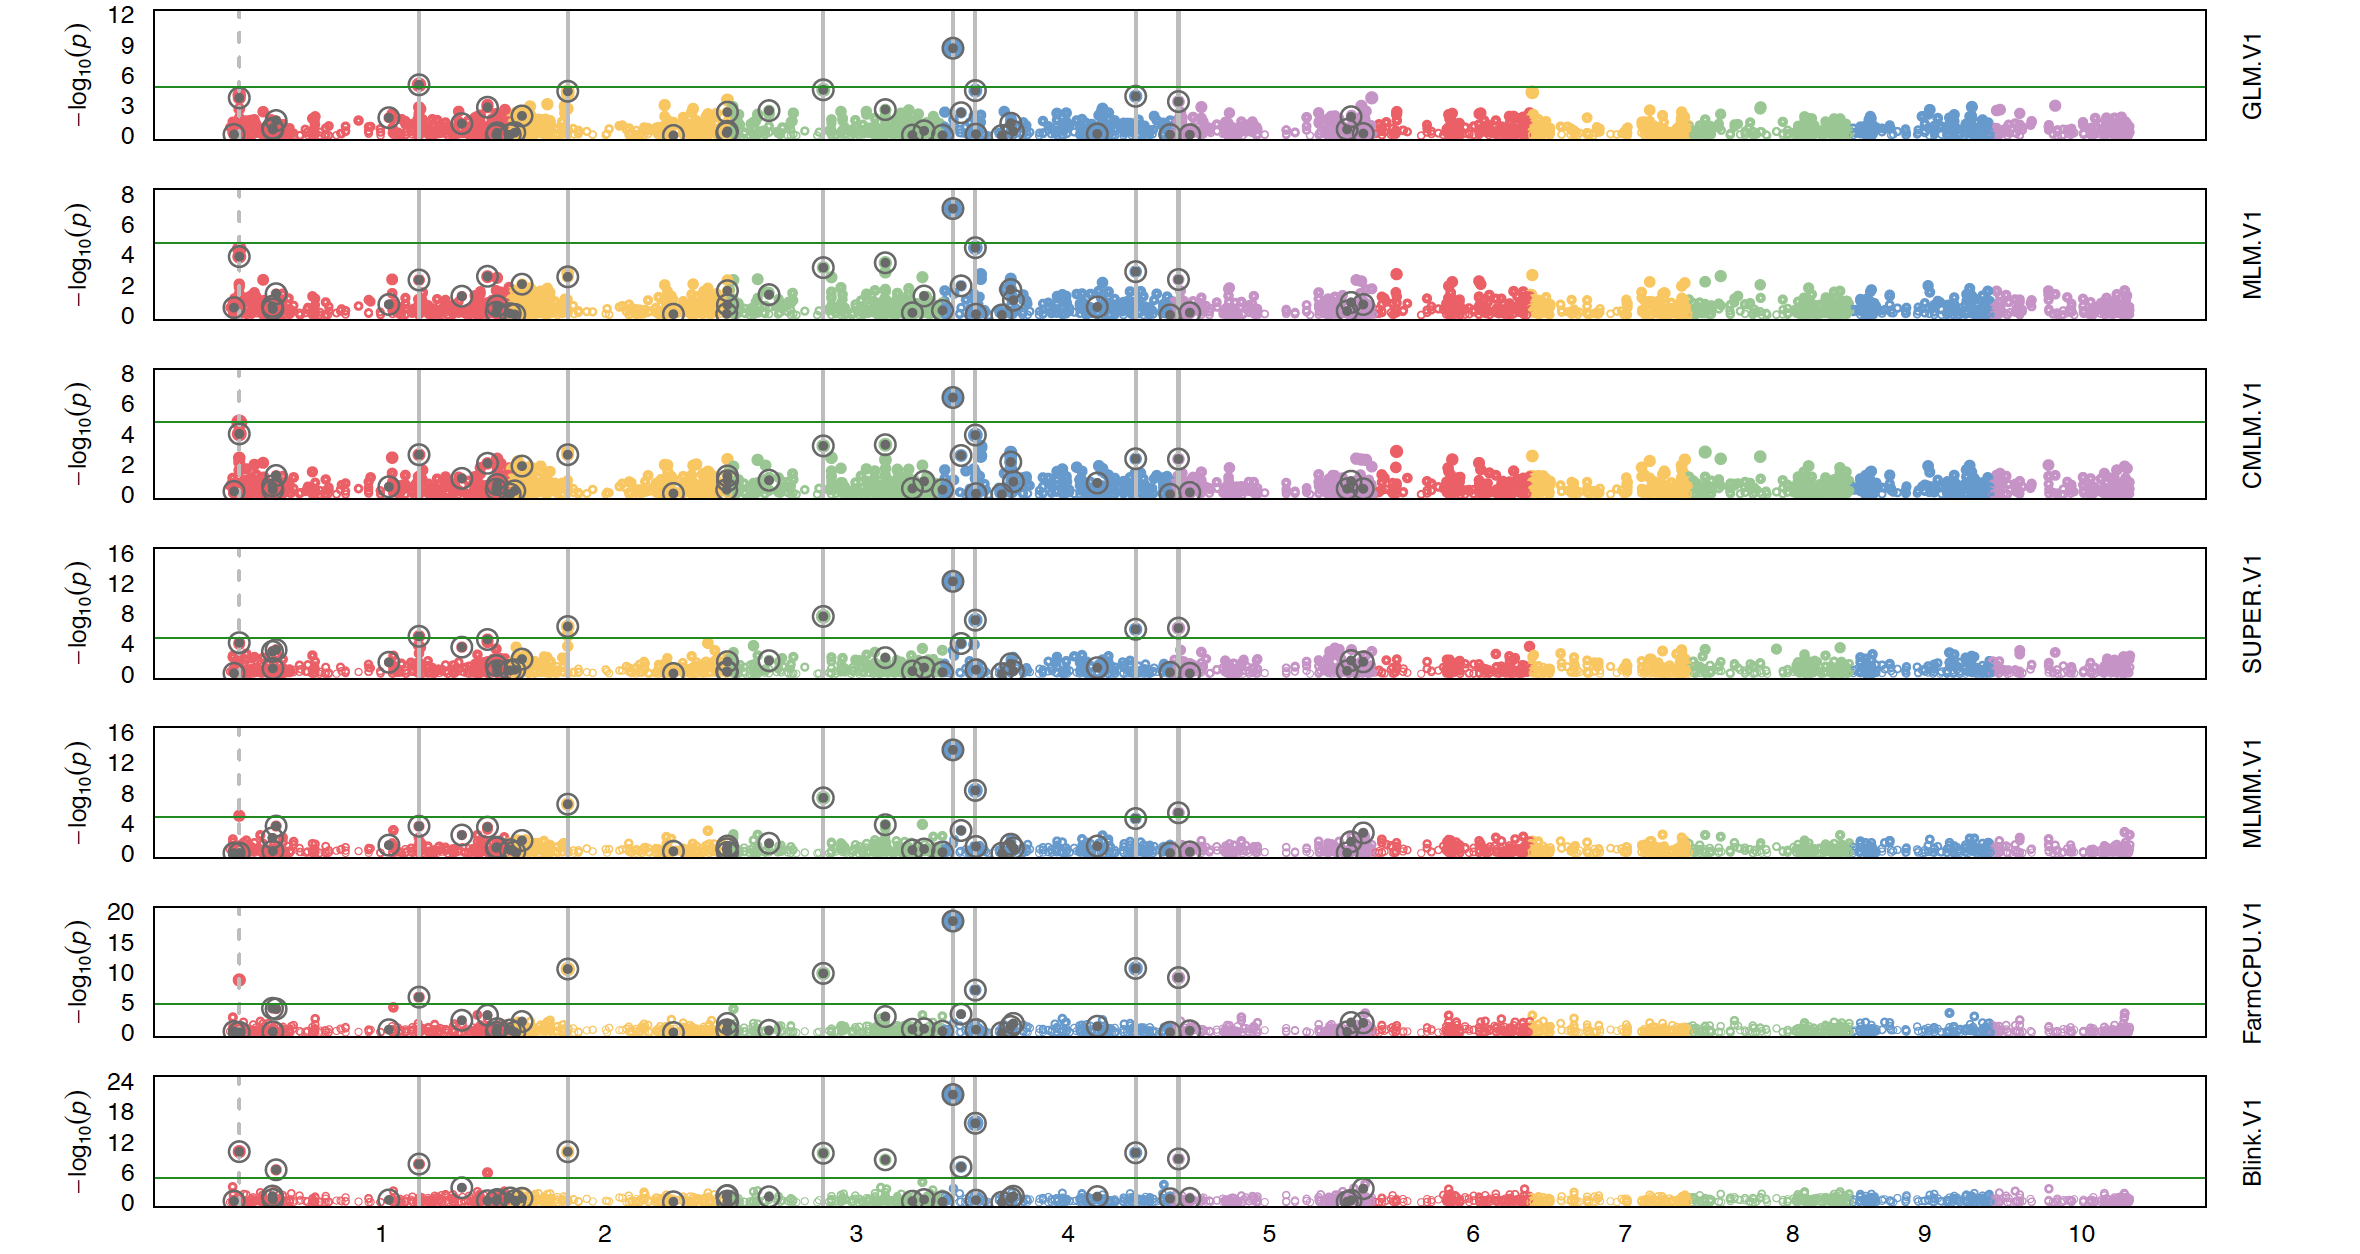 12
9
6
3
0
−log10(p)
GLM.V1
8
6
4
2
0
−log10(p)
MLM.V1
8
6
4
2
0
−log10(p)
CMLM.V1
16
12
8
4
0
−log10(p)
SUPER.V1
16
12
8
4
0
−log10(p)
MLMM.V1
20
15
10
5
0
−log10(p)
FarmCPU.V1
24
18
12
6
0
−log10(p)
Blink.V1
1 2 3 4 5 6 7 8 9 10